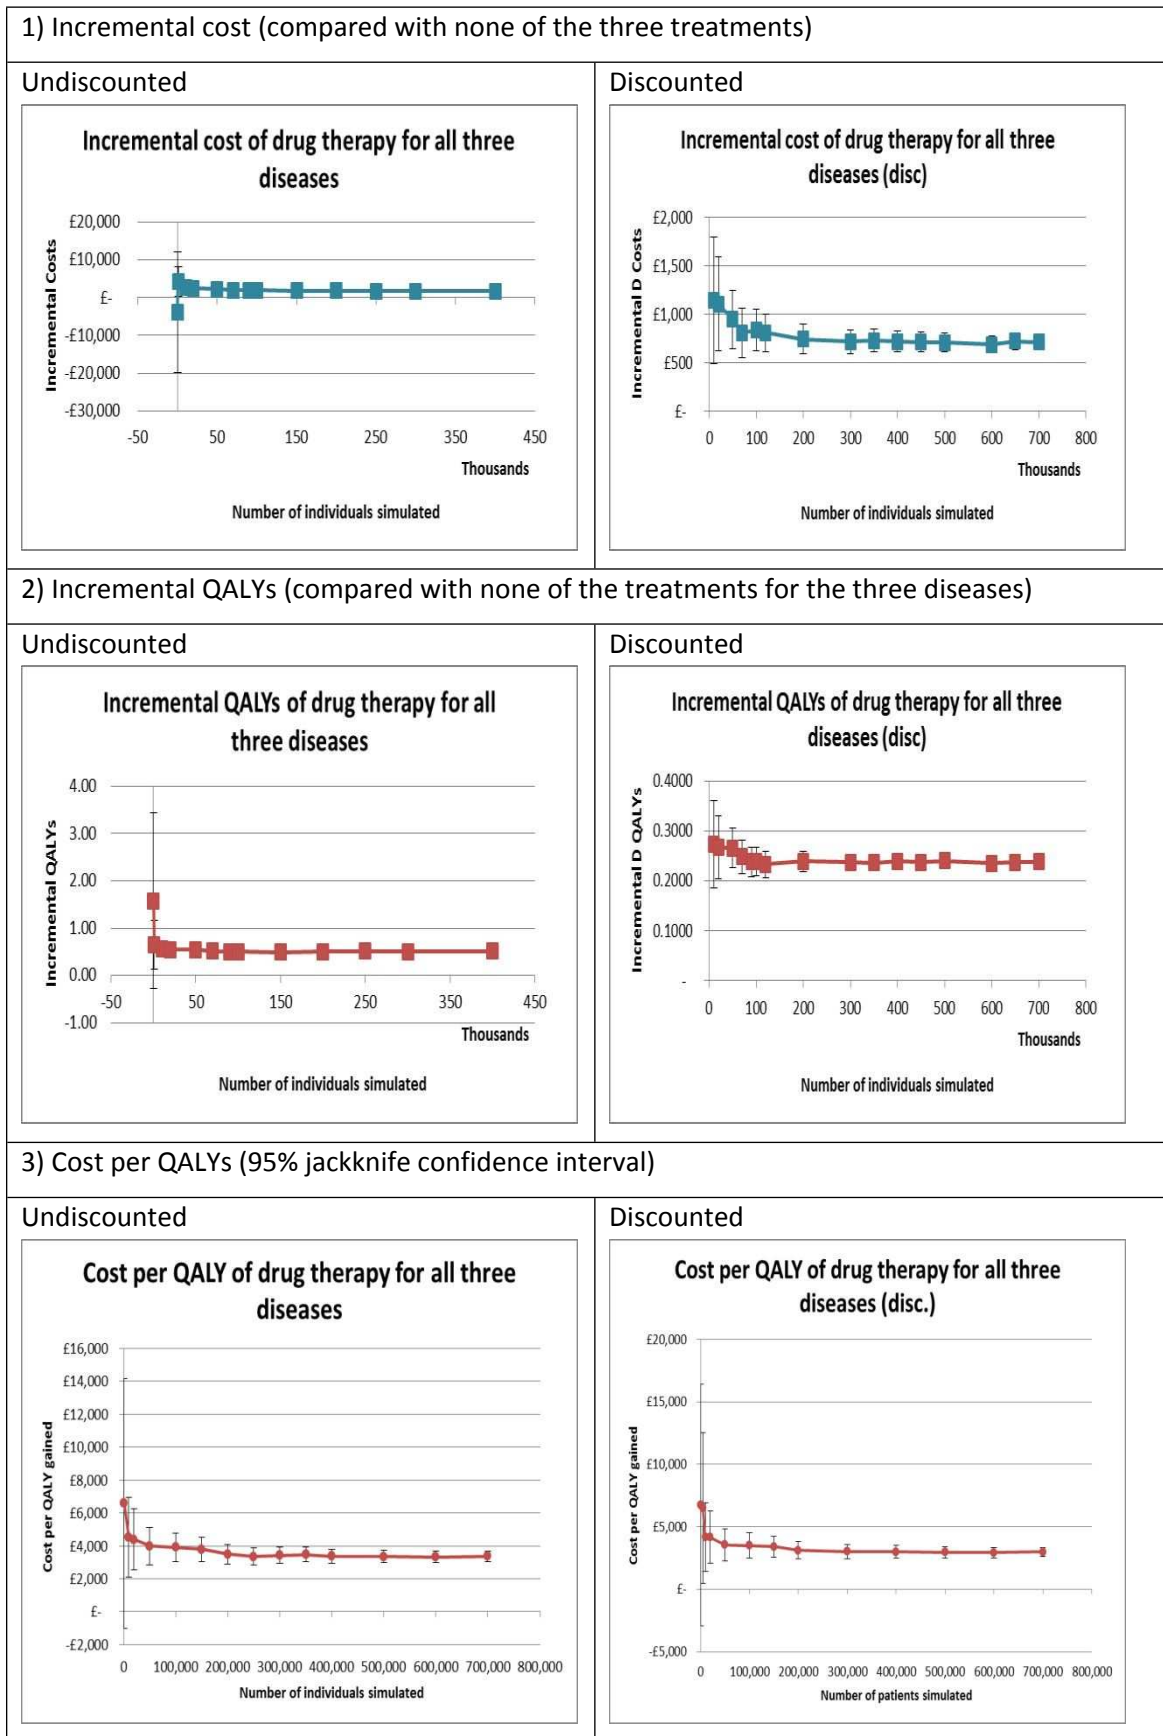 1) Incremental cost (compared with none of the three treatments)
Undiscounted
Incremental cost of drug therapy for all three
diseases
Incremental Costs
£20,000
£10,000
£-
-£10,000
-£20,000
-£30,000
-50 50 150 250 350 450
Thousands
Number of individuals simulated
Discounted
Incremental cost of drug therapy for all three
diseases (disc)
Incremental D Costs
£2,000
£1,500
£1,000
£500
£-
0 100 200 300 400 500 600 700 800
Thousands
Number of individuals simulated
2) Incremental QALYs (compared with none of the treatments for the three diseases)
Undiscounted
Incremental QALYs of drug therapy for all
three diseases
Incremental QALYs
4.00
3.00
2.00
1.00
0.00
-1.00
-50 50 150 250 350 450
Thousands
Number of individuals simulated
Discounted
Incremental QALYs of drug therapy for all three
diseases (disc)
Incremental D QALYs
0.4000
0.3000
0.2000
0.1000
-
0 100 200 300 400 500 600 700 800
Thousands
Number of individuals simulated
3) Cost per QALYs (95% jackknife confidence interval)
Undiscounted
Cost per QALY of drug therapy for all three
diseases
Cost per QALY gained
£16,000
£14,000
£12,000
£10,000
£8,000
£6,000
£4,000
£2,000
£-
-£2,000
0 100,000 200,000 300,000 400,000 500,000 600,000 700,000 800,000
Number of individuals simulated
Discounted
Cost per QALY of drug therapy for all three
diseases (disc.)
Cost per QALY gained
£20,000
£15,000
£10,000
£5,000
£-
-£5,000
0 100,000 200,000 300,000 400,000 500,000 600,000 700,000 800,000
Number of patients simulated